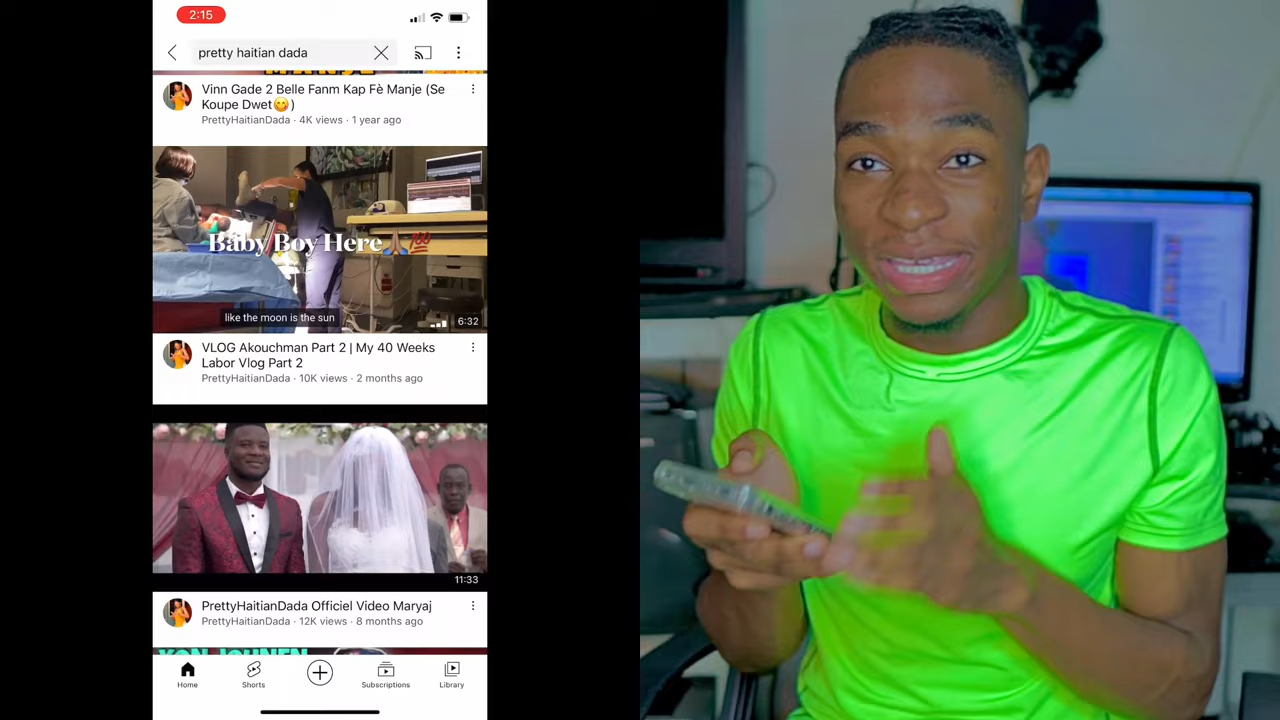 2:15
pretty haitian dada
Vinn Gade 2 Belle Fanm Kap Fè Manje (Se
Koupe Dwet😋)
PrettyHaitianDada · 4K views · 1 year ago
Baby Boy Here🙏💯
like the moon is the sun
6:32
VLOG Akouchman Part 2 | My 40 Weeks
Labor Vlog Part 2
PrettyHaitianDada · 10K views · 2 months ago
11:33
PrettyHaitianDada Officiel Video Maryaj
PrettyHaitianDada · 12K views · 8 months ago
Home
Shorts
Subscriptions
Library